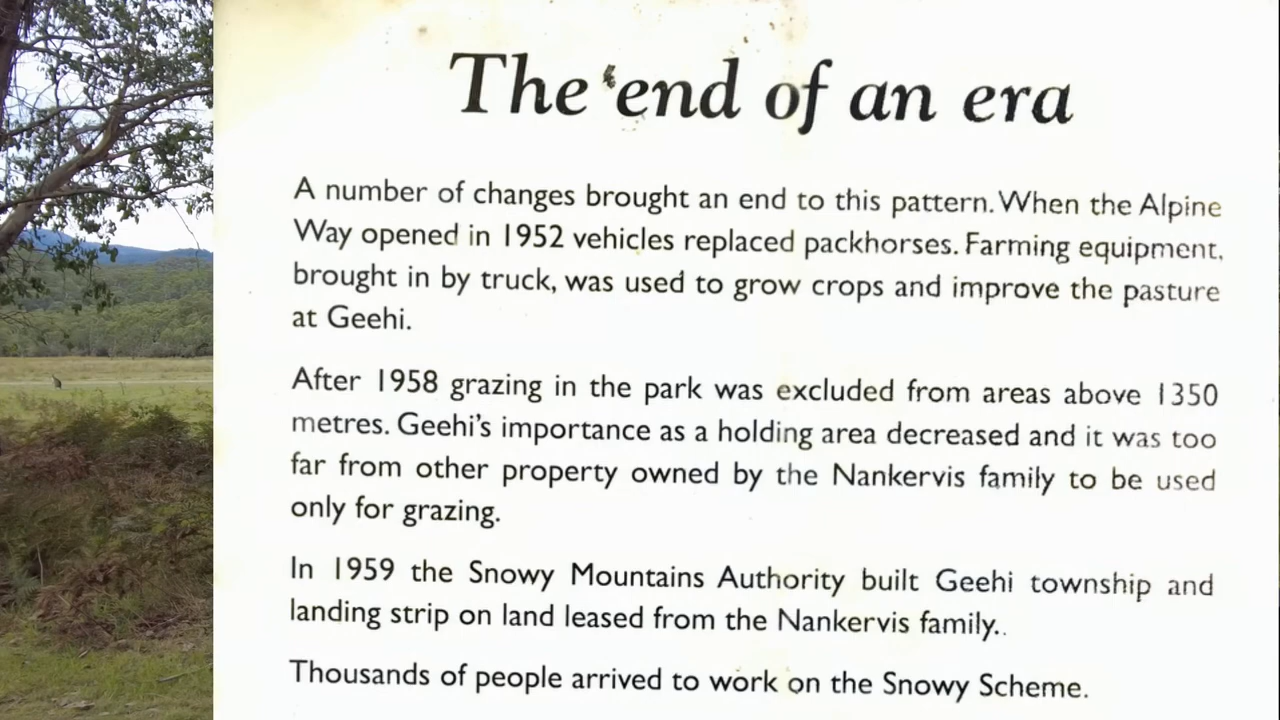 The end of an era
A number of changes brought an end to this pattern. When the Alpine
Way opened in 1952 vehicles replaced packhorses. Farming equipment,
brought in by truck, was used to grow crops and improve the pasture
at Geehi.
After 1958 grazing in the park was excluded from areas above 1350
metres. Geehi's importance as a holding area decreased and it was too
far from other property owned by the Nankervis family to be used
only for grazing.
In 1959 the Snowy Mountains Authority built Geehi township and
landing strip on land leased from the Nankervis family..
Thousands of people arrived to work on the Snowy Scheme.